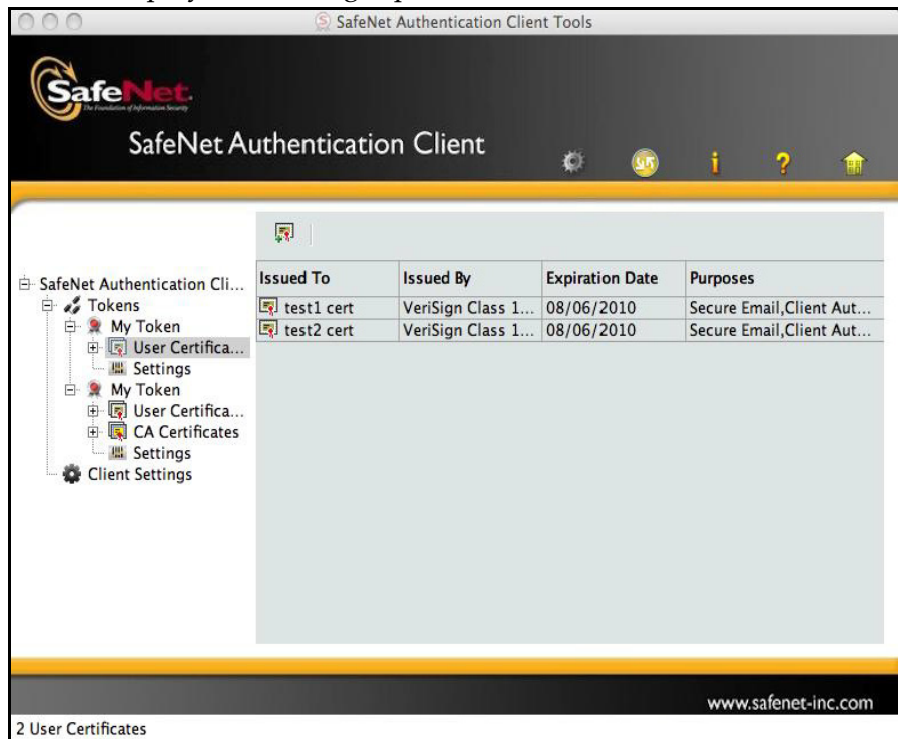 SafeNet Authentication Client Tools
SafeNet.
The Foundation of Information Security
SafeNet Authentication Client
i
?
SafeNet Authentication Cli...
Tokens
My Token
User Certifica...
Settings
My Token
User Certifica...
CA Certificates
Settings
Client Settings
Issued To Issued By Expiration Date Purposes
test1 cert VeriSign Class 1... 08/06/2010 Secure Email,Client Aut...
test2 cert VeriSign Class 1... 08/06/2010 Secure Email,Client Aut...
www.safenet-inc.com
2 User Certificates